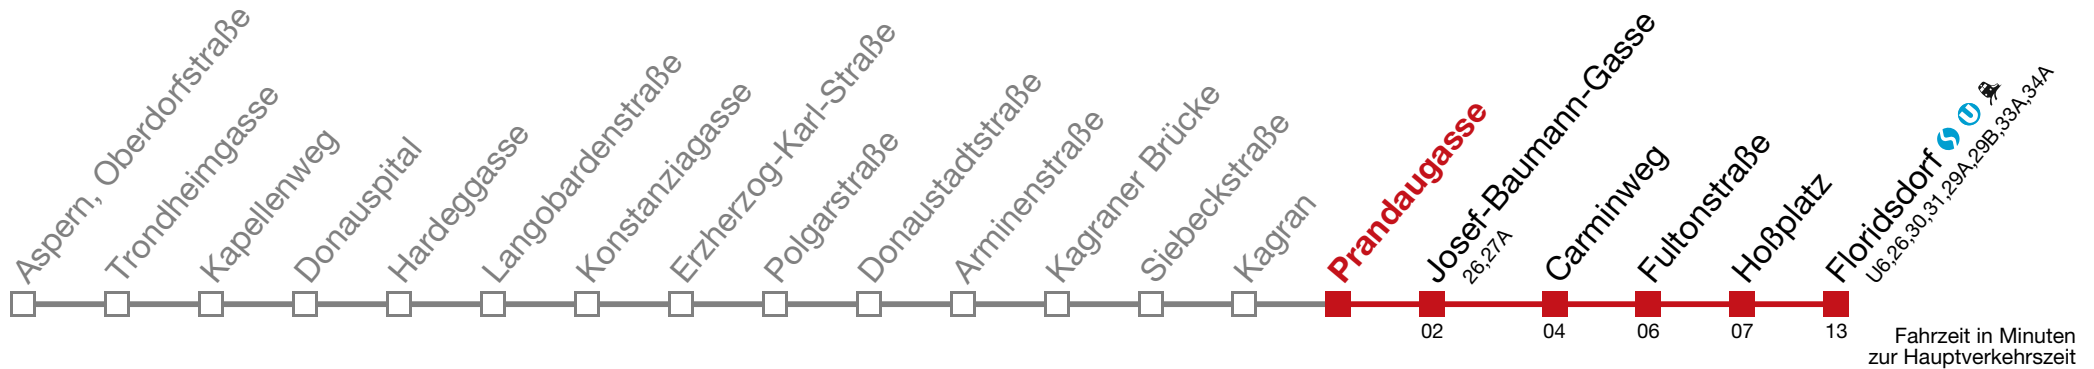 Aspern, Oberdorfstraße
Trondheimgasse
Kapellenweg
Donauspital
Hardeggasse
Langobardenstraße
Konstanziagasse
Erzherzog-Karl-Straße
Polgarstraße
Donaustadtstraße
Arminenstraße
Kagraner Brücke
Siebeckstraße
Kagran
Prandaugasse
Josef-Baumann-Gasse
26,27A
Carminweg
Fultonstraße
Hoßplatz
Floridsdorf S U
U6,26,30,31,29A,29B,33A,34A
02 04 06 07 13
Fahrzeit in Minuten
zur Hauptverkehrszeit